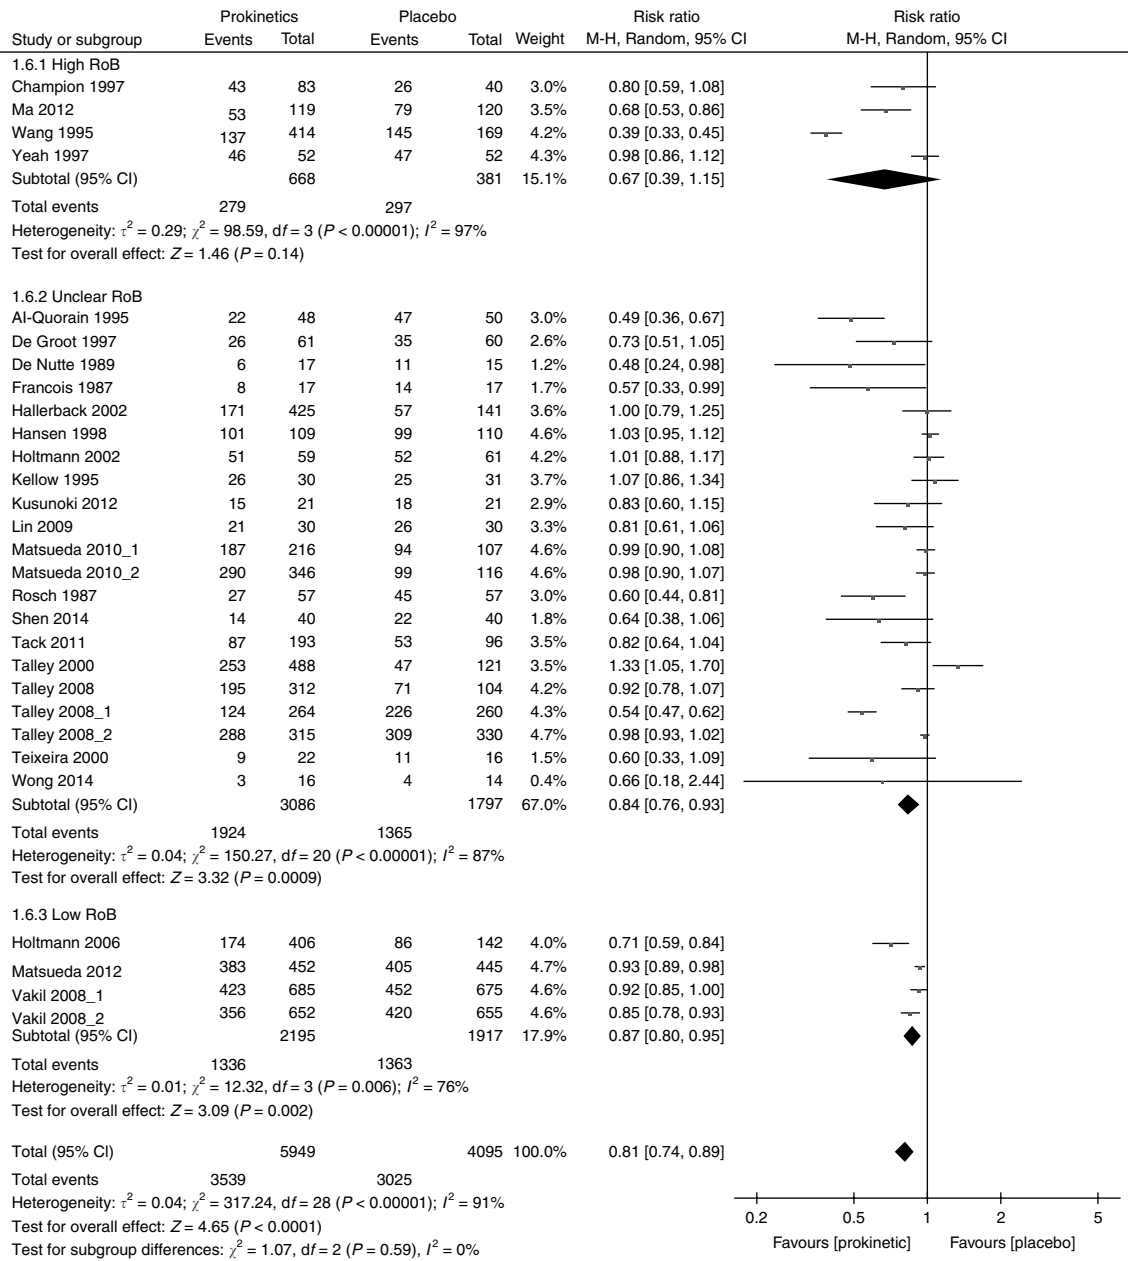 Prokinetics Placebo Risk ratio Risk ratio
Study or subgroup Events Total Events Total Weight M-H, Random, 95% CI M-H, Random, 95% CI
1.6.1 High RoB
Champion 1997 43 83 26 40 3.0% 0.80 [0.59, 1.08]
Ma 2012 53 119 79 120 3.5% 0.68 [0.53, 0.86]
Wang 1995 137 414 145 169 4.2% 0.39 [0.33, 0.45]
Yeah 1997 46 52 47 52 4.3% 0.98 [0.86, 1.12]
Subtotal (95% CI) 668 381 15.1% 0.67 [0.39, 1.15]
Total events 279 297
Heterogeneity: τ² = 0.29; χ² = 98.59, df = 3 (P < 0.00001); I² = 97%
Test for overall effect: Z = 1.46 (P = 0.14)
1.6.2 Unclear RoB
Al-Quorain 1995 22 48 47 50 3.0% 0.49 [0.36, 0.67]
De Groot 1997 26 61 35 60 2.6% 0.73 [0.51, 1.05]
De Nutte 1989 6 17 11 15 1.2% 0.48 [0.24, 0.98]
Francois 1987 8 17 14 17 1.7% 0.57 [0.33, 0.99]
Hallerback 2002 171 425 57 141 3.6% 1.00 [0.79, 1.25]
Hansen 1998 101 109 99 110 4.6% 1.03 [0.95, 1.12]
Holtmann 2002 51 59 52 61 4.2% 1.01 [0.88, 1.17]
Kellow 1995 26 30 25 31 3.7% 1.07 [0.86, 1.34]
Kusunoki 2012 15 21 18 21 2.9% 0.83 [0.60, 1.15]
Lin 2009 21 30 26 30 3.3% 0.81 [0.61, 1.06]
Matsueda 2010_1 187 216 94 107 4.6% 0.99 [0.90, 1.08]
Matsueda 2010_2 290 346 99 116 4.6% 0.98 [0.90, 1.07]
Rosch 1987 27 57 45 57 3.0% 0.60 [0.44, 0.81]
Shen 2014 14 40 22 40 1.8% 0.64 [0.38, 1.06]
Tack 2011 87 193 53 96 3.5% 0.82 [0.64, 1.04]
Talley 2000 253 488 47 121 3.5% 1.33 [1.05, 1.70]
Talley 2008 195 312 71 104 4.2% 0.92 [0.78, 1.07]
Talley 2008_1 124 264 226 260 4.3% 0.54 [0.47, 0.62]
Talley 2008_2 288 315 309 330 4.7% 0.98 [0.93, 1.02]
Teixeira 2000 9 22 11 16 1.5% 0.60 [0.33, 1.09]
Wong 2014 3 16 4 14 0.4% 0.66 [0.18, 2.44]
Subtotal (95% CI) 3086 1797 67.0% 0.84 [0.76, 0.93]
Total events 1924 1365
Heterogeneity: τ² = 0.04; χ² = 150.27, df = 20 (P < 0.00001); I² = 87%
Test for overall effect: Z = 3.32 (P = 0.0009)
1.6.3 Low RoB
Holtmann 2006 174 406 86 142 4.0% 0.71 [0.59, 0.84]
Matsueda 2012 383 452 405 445 4.7% 0.93 [0.89, 0.98]
Vakil 2008_1 423 685 452 675 4.6% 0.92 [0.85, 1.00]
Vakil 2008_2 356 652 420 655 4.6% 0.85 [0.78, 0.93]
Subtotal (95% CI) 2195 1917 17.9% 0.87 [0.80, 0.95]
Total events 1336 1363
Heterogeneity: τ² = 0.01; χ² = 12.32, df = 3 (P = 0.006); I² = 76%
Test for overall effect: Z = 3.09 (P = 0.002)
Total (95% CI) 5949 4095 100.0% 0.81 [0.74, 0.89]
Total events 3539 3025
Heterogeneity: τ² = 0.04; χ² = 317.24, df = 28 (P < 0.00001); I² = 91%
Test for overall effect: Z = 4.65 (P < 0.0001)
Test for subgroup differences: χ² = 1.07, df = 2 (P = 0.59), I² = 0%
0.2 0.5 1 2 5
Favours [prokinetic] Favours [placebo]